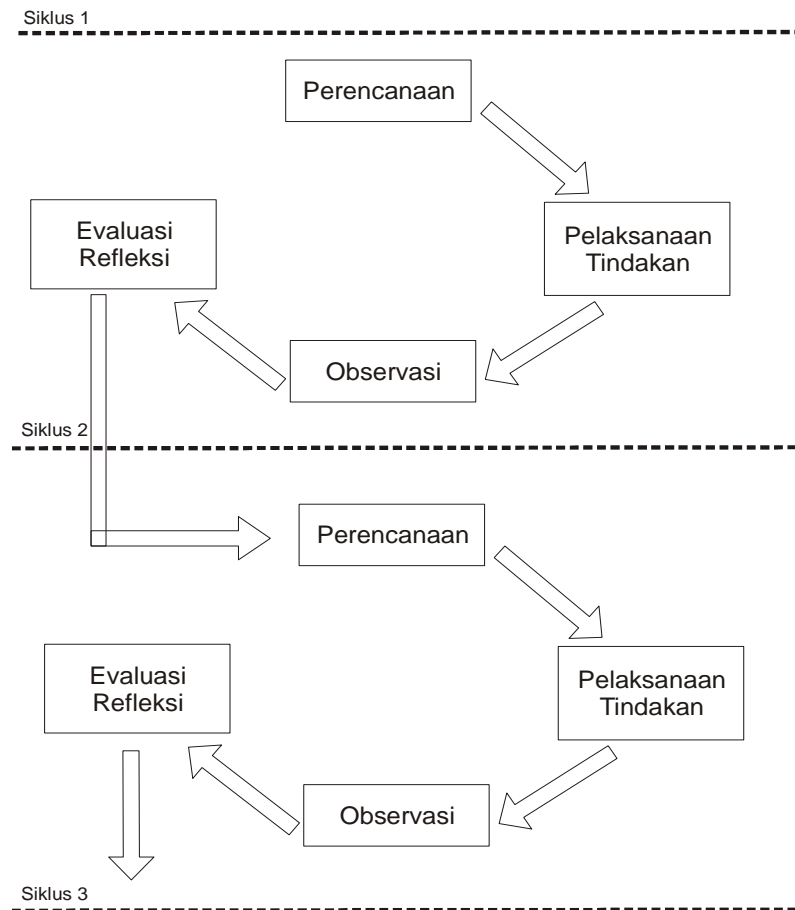 Siklus 1
Perencanaan
Evaluasi
Refleksi
Pelaksanaan
Tindakan
Observasi
Siklus 2
Perencanaan
Evaluasi
Refleksi
Pelaksanaan
Tindakan
Observasi
Siklus 3